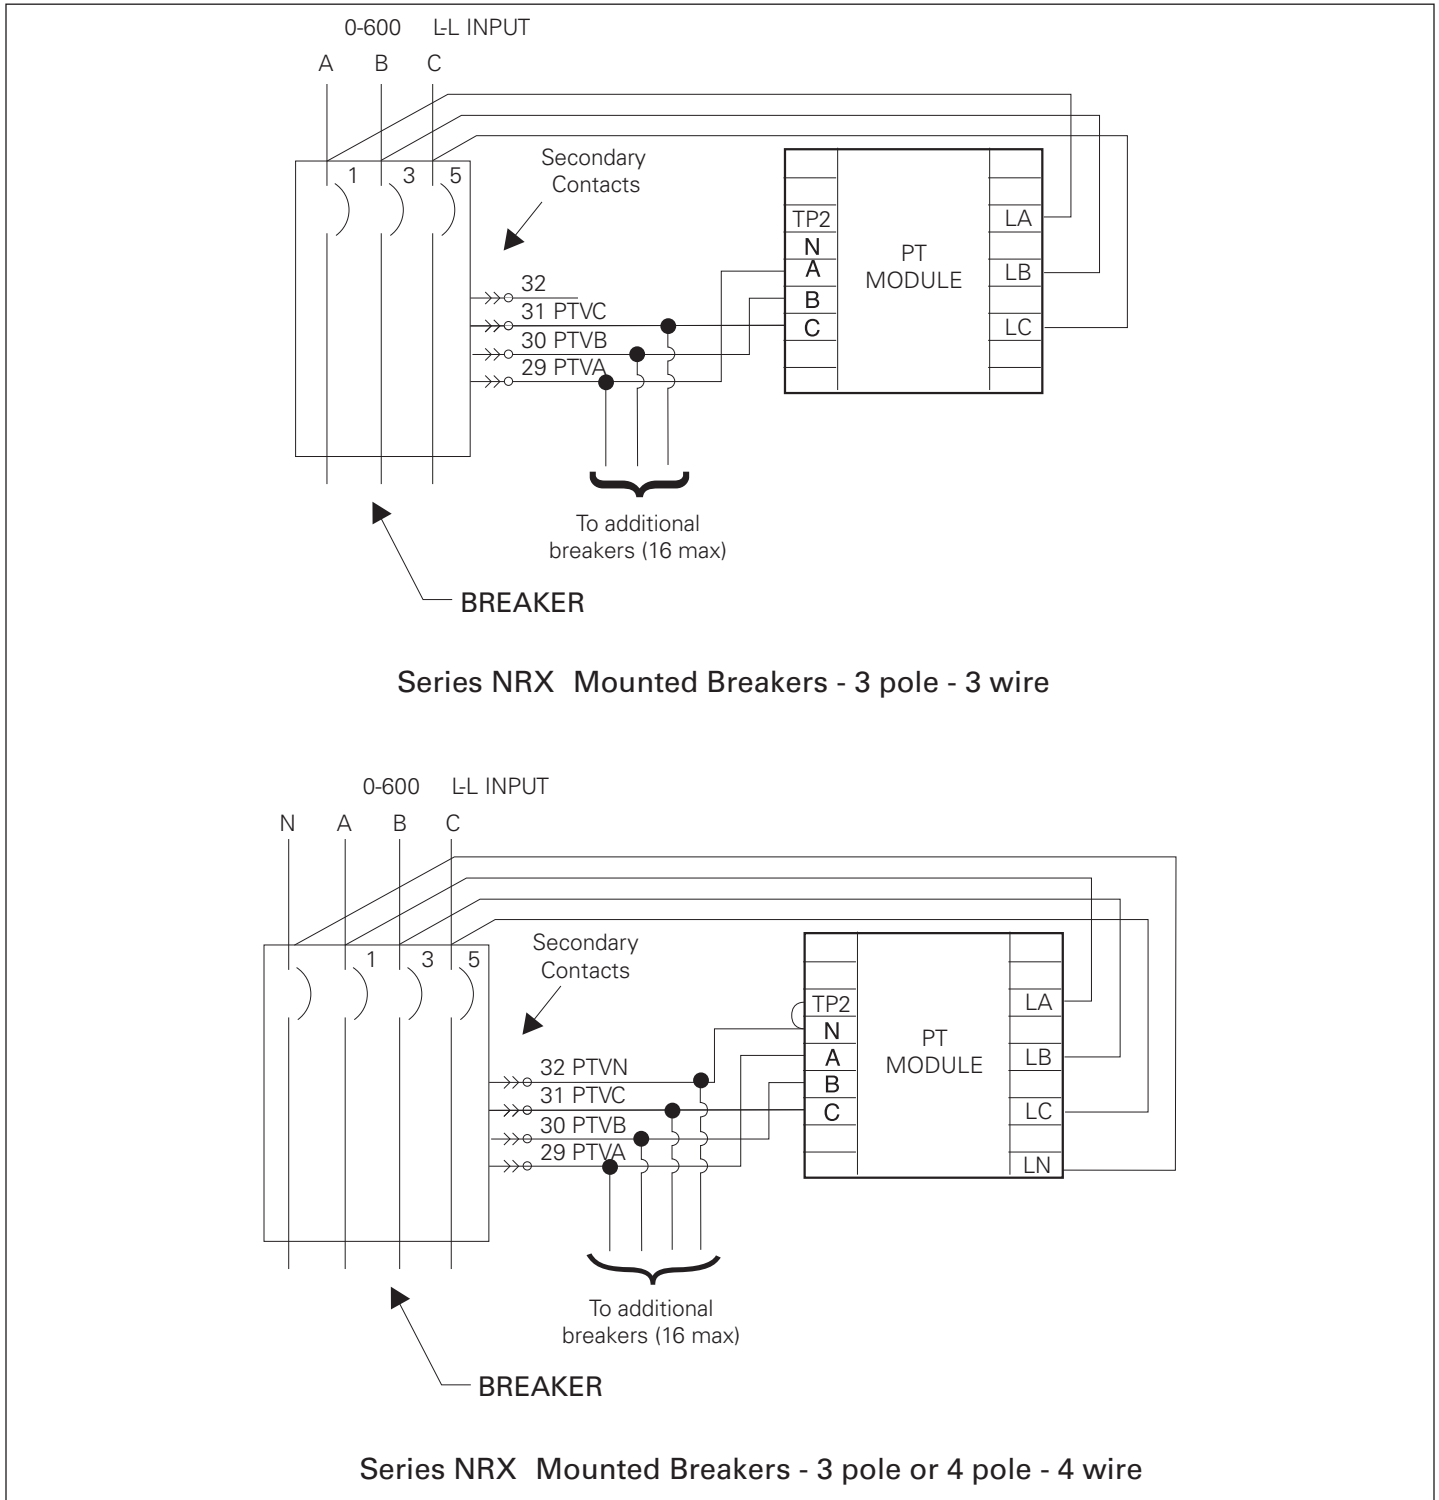 0-600 L-L INPUT
A B C
1 3 5
Secondary
Contacts
TP2
N
A
B
C
PT
MODULE
LA
LB
LC
32
31 PTVC
30 PTVB
29 PTVA
To additional
breakers (16 max)
BREAKER
Series NRX Mounted Breakers - 3 pole - 3 wire
0-600 L-L INPUT
N A B C
1 3 5
Secondary
Contacts
TP2
N
A
B
C
PT
MODULE
LA
LB
LC
LN
32 PTVN
31 PTVC
30 PTVB
29 PTVA
To additional
breakers (16 max)
BREAKER
Series NRX Mounted Breakers - 3 pole or 4 pole - 4 wire